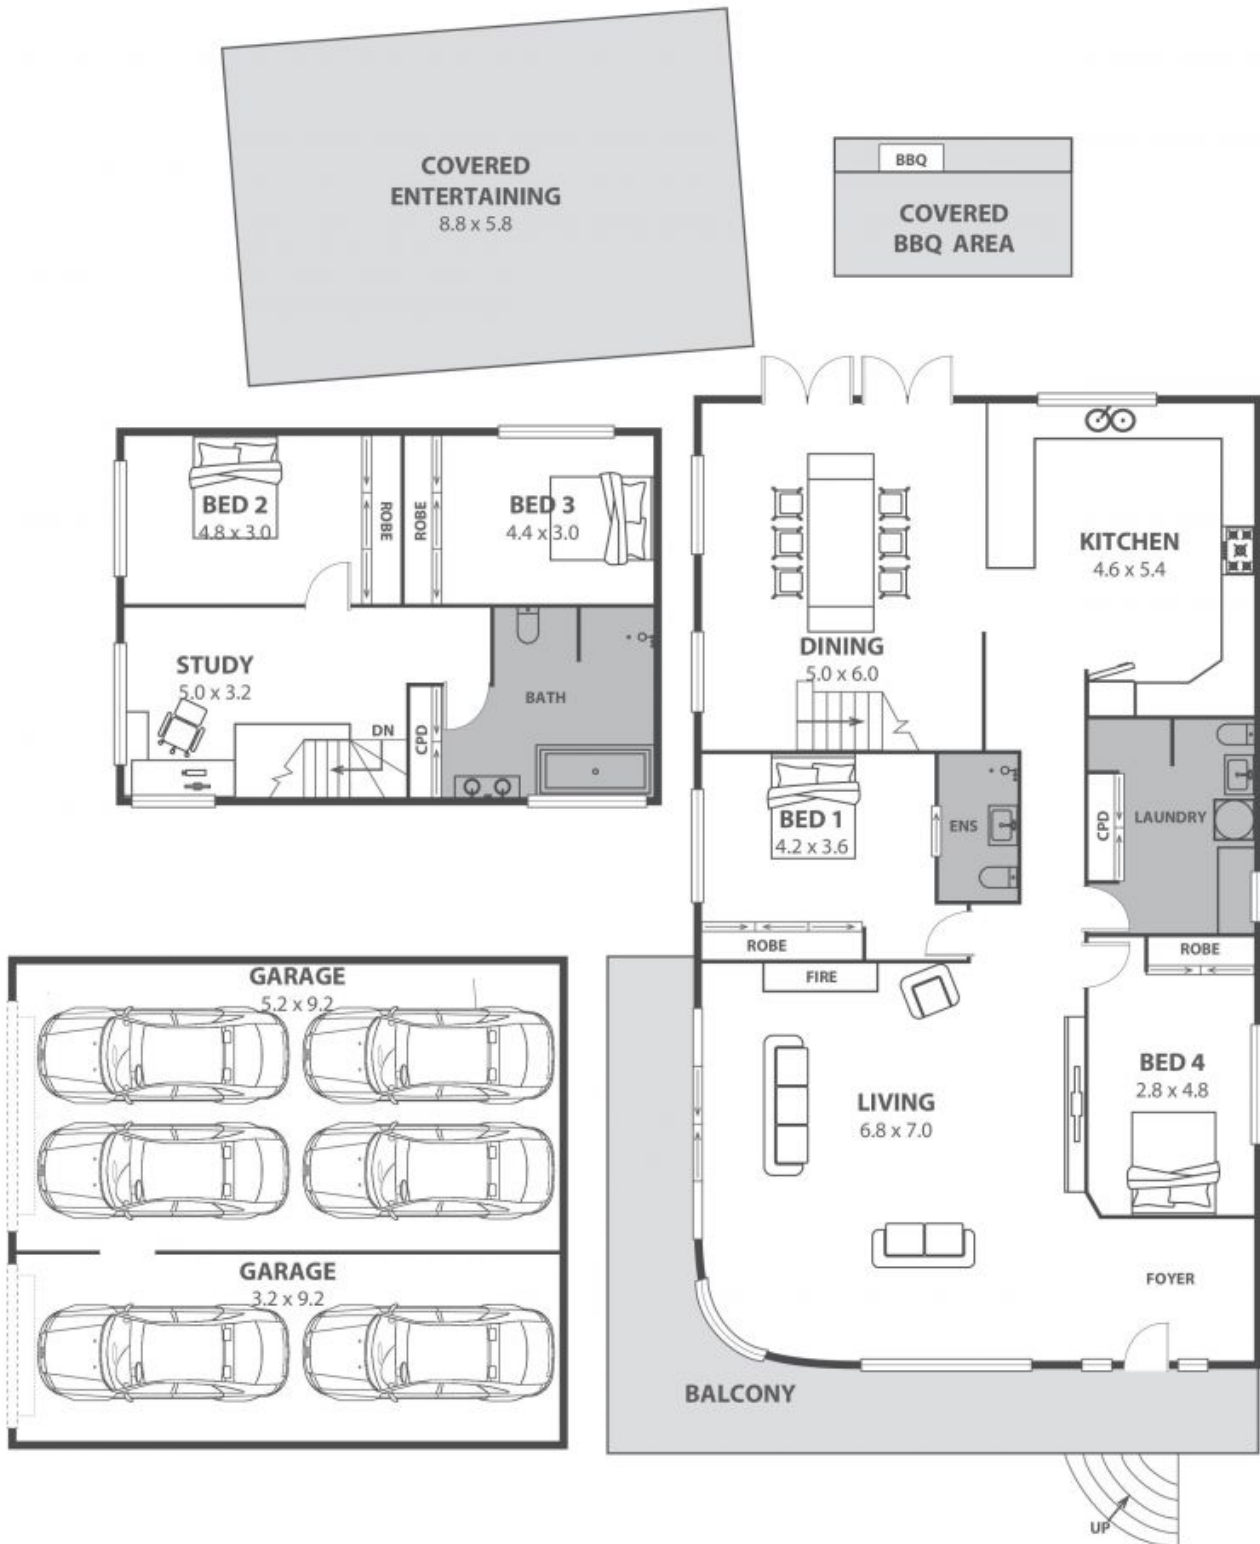 COVERED
ENTERTAINING
8.8 x 5.8
BBQ
COVERED
BBQ AREA
BED 2
4.8 x 3.0
ROBE
ROBE
BED 3
4.4 x 3.0
STUDY
5.0 x 3.2
DN
CPD
BATH
KITCHEN
4.6 x 5.4
DINING
5.0 x 6.0
BED 1
4.2 x 3.6
ENS
CPD
LAUNDRY
ROBE
ROBE
FIRE
BED 4
2.8 x 4.8
LIVING
6.8 x 7.0
FOYER
BALCONY
UP
GARAGE
5.2 x 9.2
GARAGE
3.2 x 9.2